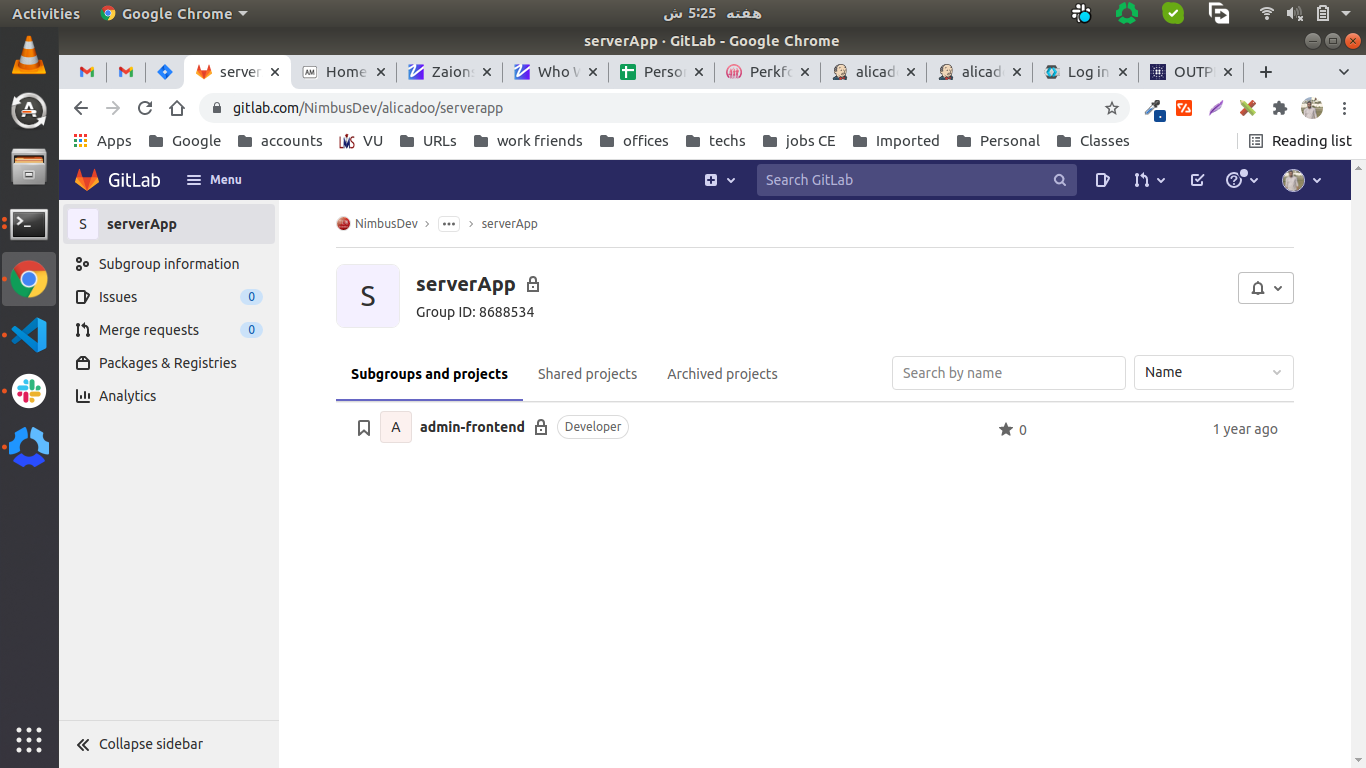 Activities
Google Chrome
هفته 5:25 ش
serverApp · GitLab - Google Chrome
server
Home
Zaions
Who W
Perso
Perkfo
alicado
alicado
Log in
OUTP
gitlab.com/NimbusDev/alicadoo/serverapp
Apps
Google
accounts
VU
URLs
work friends
offices
techs
jobs CE
Imported
Personal
Classes
Reading list
GitLab
Menu
Search GitLab
S serverApp
Subgroup information
Issues 0
Merge requests 0
Packages & Registries
Analytics
Collapse sidebar
NimbusDev › ••• › serverApp
S
serverApp
Group ID: 8688534
Subgroups and projects
Shared projects
Archived projects
Search by name
Name
A admin-frontend Developer 0 1 year ago